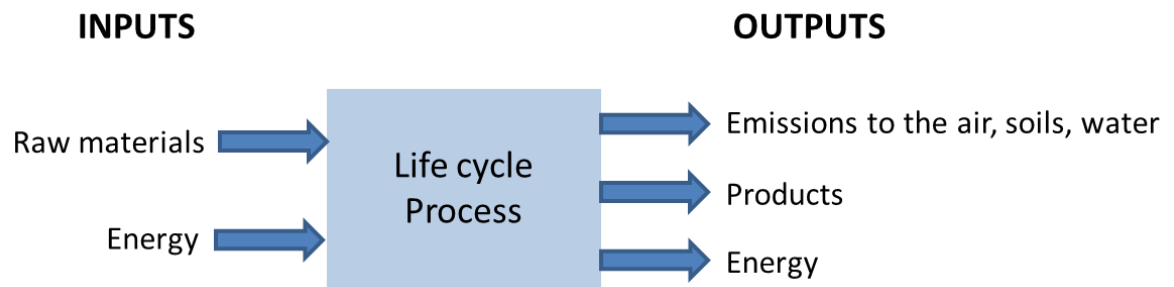 INPUTS
OUTPUTS
Raw materials
Energy
Life cycle
Process
Emissions to the air, soils, water
Products
Energy